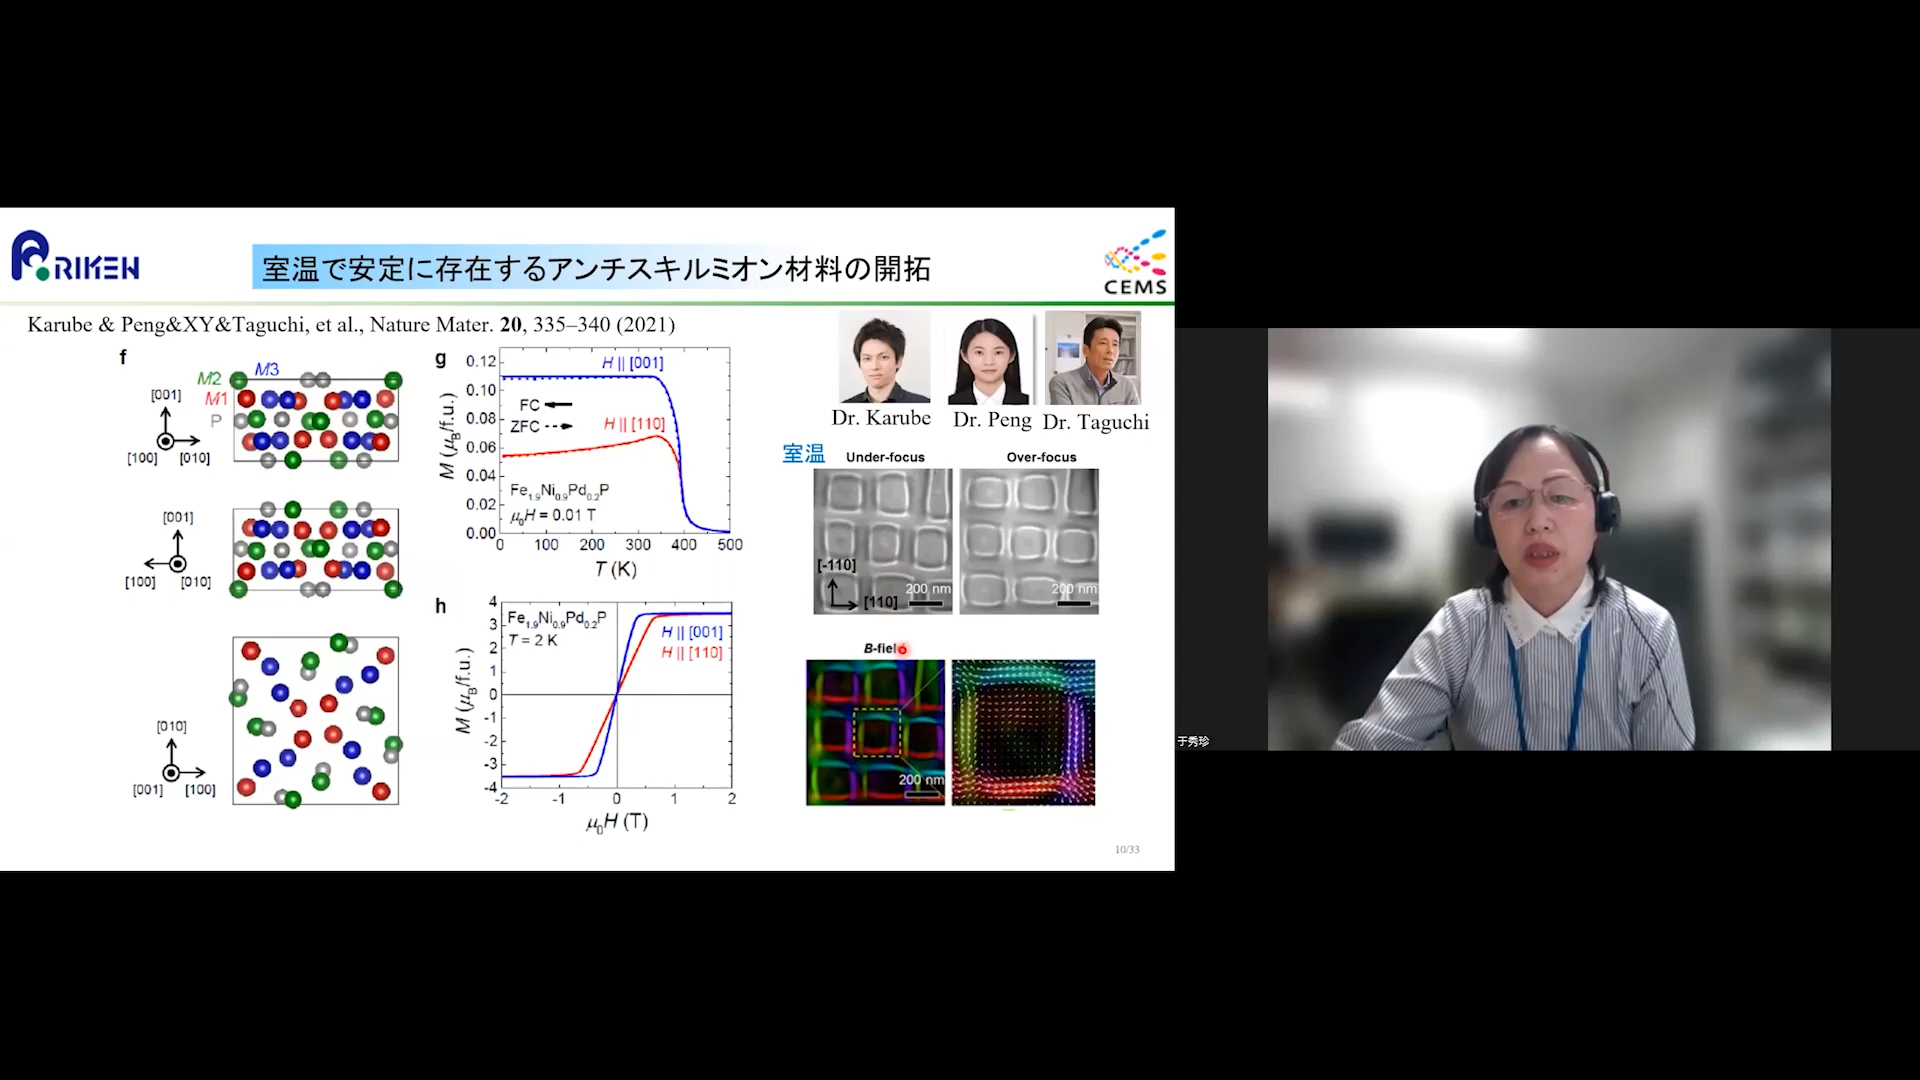 RIKEN
室温で安定に存在するアンチスキルミオン材料の開拓
CEMS
Karube & Peng&XY&Taguchi, et al., Nature Mater. 20, 335–340 (2021)
Dr. Karube
Dr. Peng
Dr. Taguchi
f
M2
M3
M1
P
[001]
[100]
[010]
[001]
[100]
[010]
[010]
[001]
[100]
g
0.12
0.10
0.08
0.06
0.04
0.02
0.00
M (μB/f.u.)
H || [001]
FC
ZFC
H || [110]
Fe1.9Ni0.9Pd0.2P
μ0H = 0.01 T
0 100 200 300 400 500
T (K)
h
4
3
2
1
0
-1
-2
-3
-4
M (μB/f.u.)
Fe1.9Ni0.9Pd0.2P
T = 2 K
H || [001]
H || [110]
-2 -1 0 1 2
μ0H (T)
室温
Under-focus
Over-focus
[-110]
[110]
200 nm
200 nm
B-field
200 nm
10/33
于秀珍